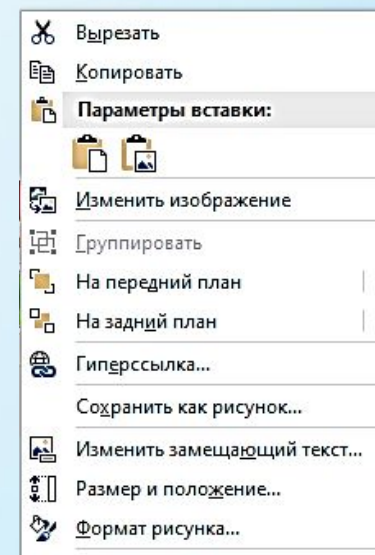 Вырезать
Копировать
Параметры вставки:
Изменить изображение
Группировать
На передний план
На задний план
Гиперссылка...
Сохранить как рисунок...
Изменить замещающий текст...
Размер и положение...
Формат рисунка...